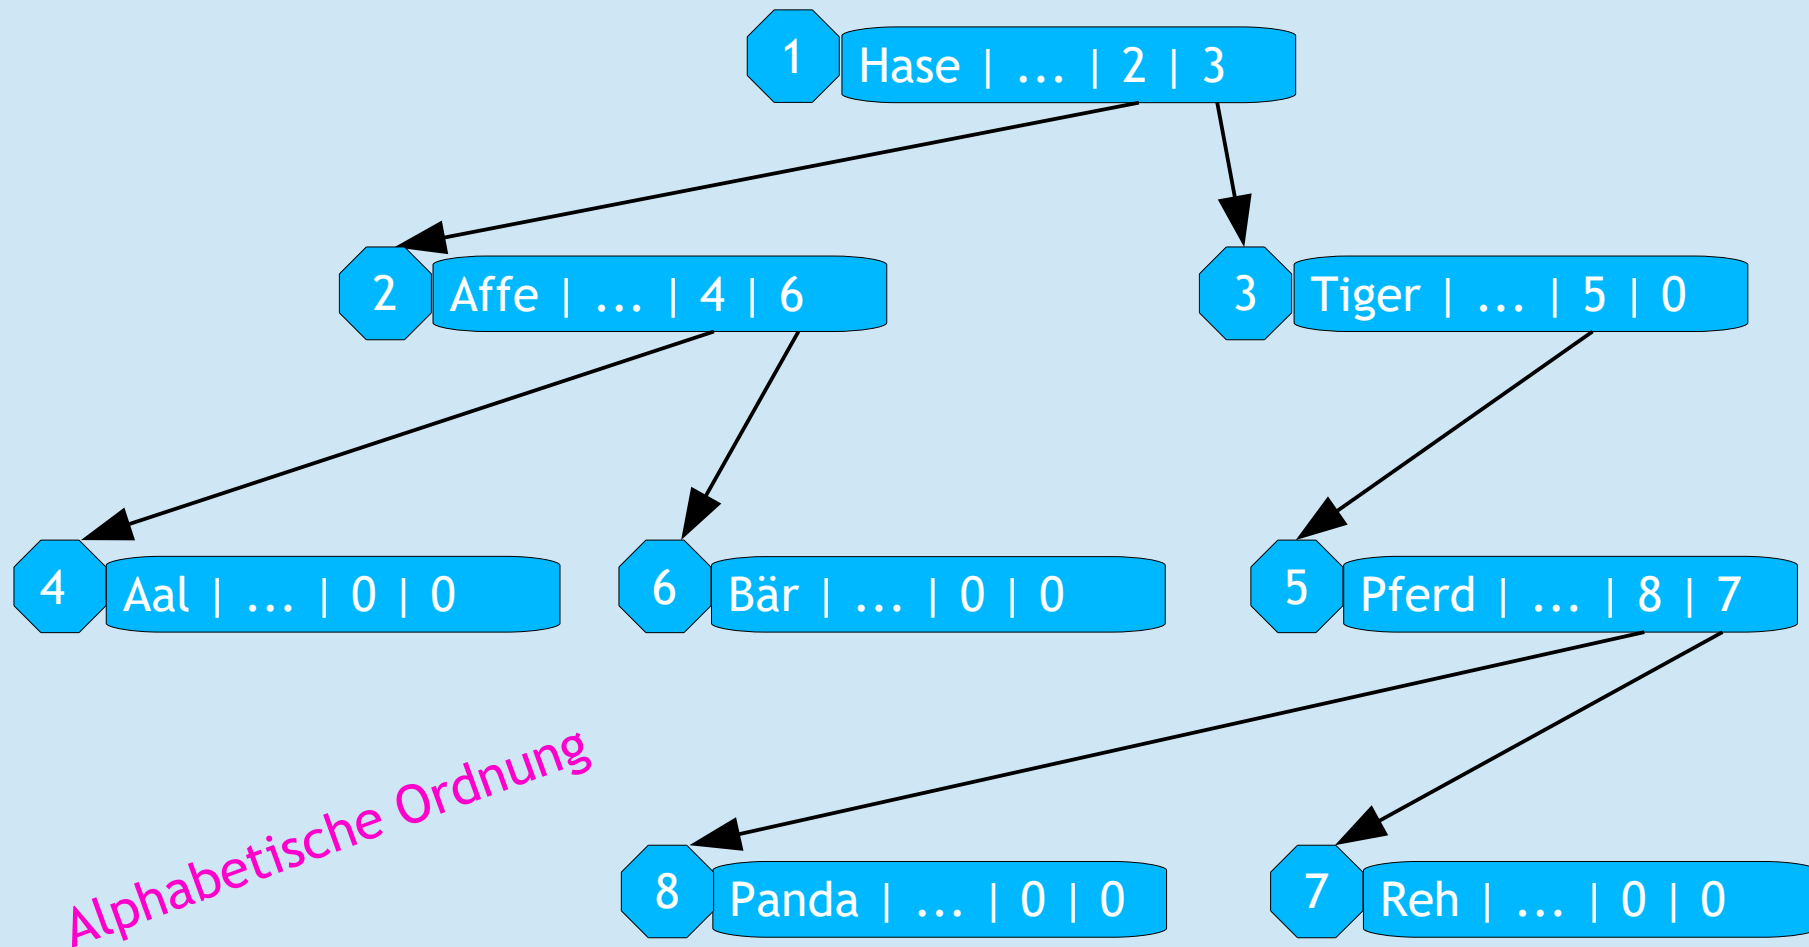 1 Hase | ... | 2 | 3
2 Affe | ... | 4 | 6
3 Tiger | ... | 5 | 0
4 Aal | ... | 0 | 0
6 Bär | ... | 0 | 0
5 Pferd | ... | 8 | 7
Alphabetische Ordnung
8 Panda | ... | 0 | 0
7 Reh | ... | 0 | 0